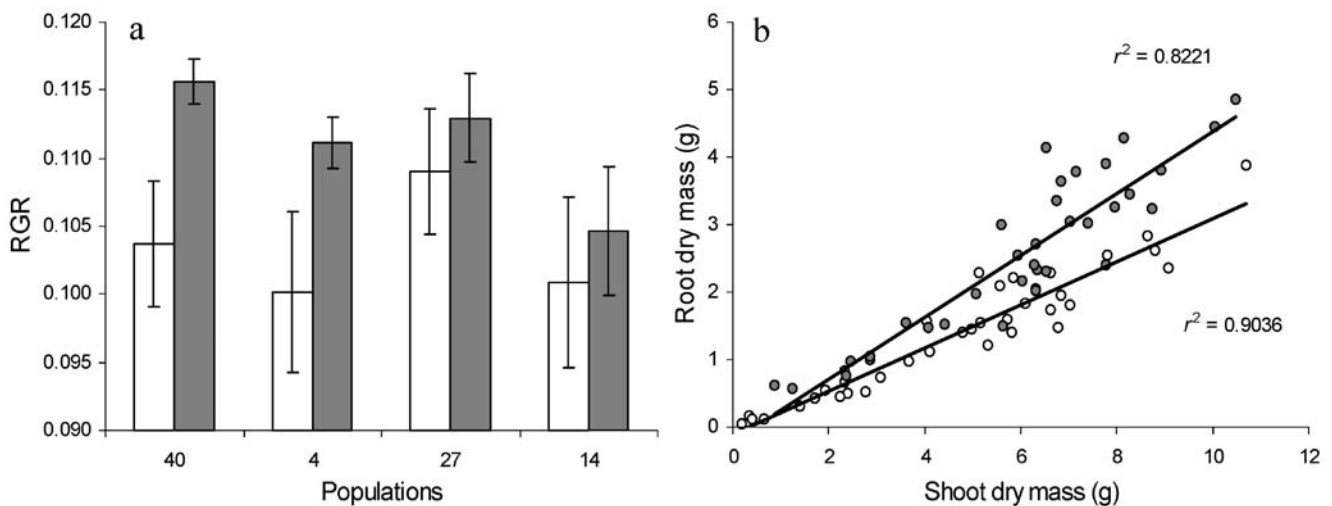 a
0.120
0.115
0.110
0.105
0.100
0.095
0.090
RGR
40 4 27 14
Populations
b
6
5
4
3
2
1
0
Root dry mass (g)
r² = 0.8221
r² = 0.9036
0 2 4 6 8 10 12
Shoot dry mass (g)